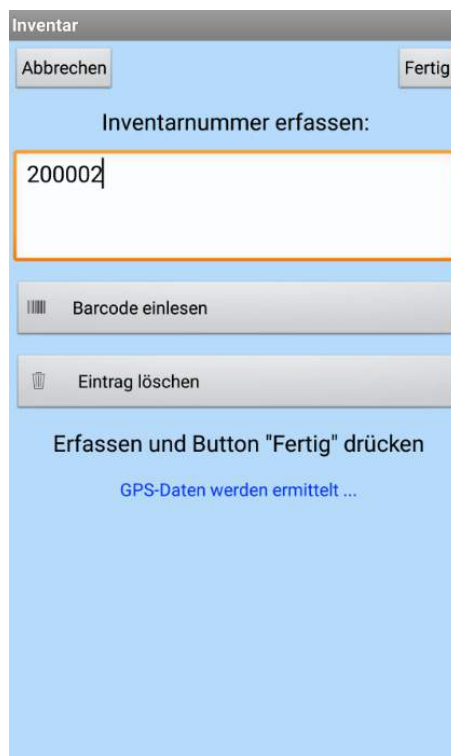 Inventar
Abbrechen
Fertig
Inventarnummer erfassen:
200002
Barcode einlesen
Eintrag löschen
Erfassen und Button "Fertig" drücken
GPS-Daten werden ermittelt ...